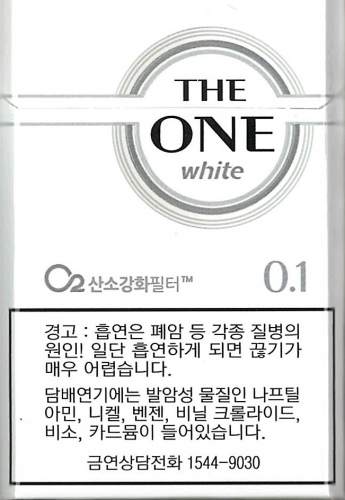 THE
ONE
white
O2 산소강화필터™ 0.1
경고 : 흡연은 폐암 등 각종 질병의
원인! 일단 흡연하게 되면 끊기가
매우 어렵습니다.
담배연기에는 발암성 물질인 나프틸
아민, 니켈, 벤젠, 비닐 크롤라이드,
비소, 카드뮴이 들어있습니다.
금연상담전화 1544-9030